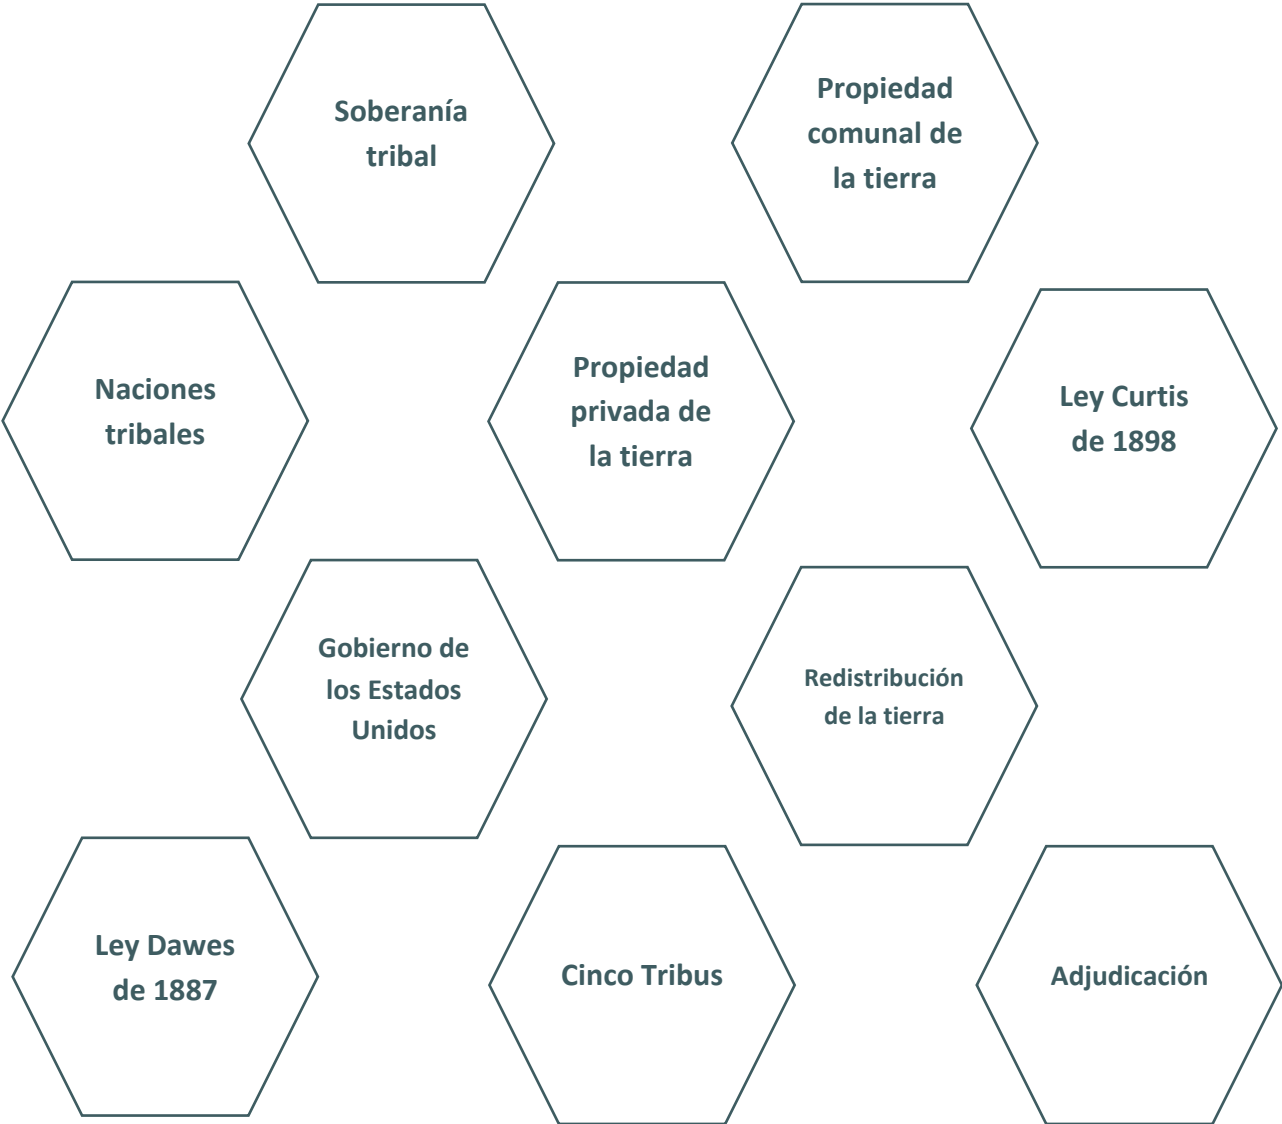 Soberanía
tribal
Propiedad
comunal de
la tierra
Naciones
tribales
Propiedad
privada de
la tierra
Ley Curtis
de 1898
Gobierno de
los Estados
Unidos
Redistribución
de la tierra
Ley Dawes
de 1887
Cinco Tribus
Adjudicación